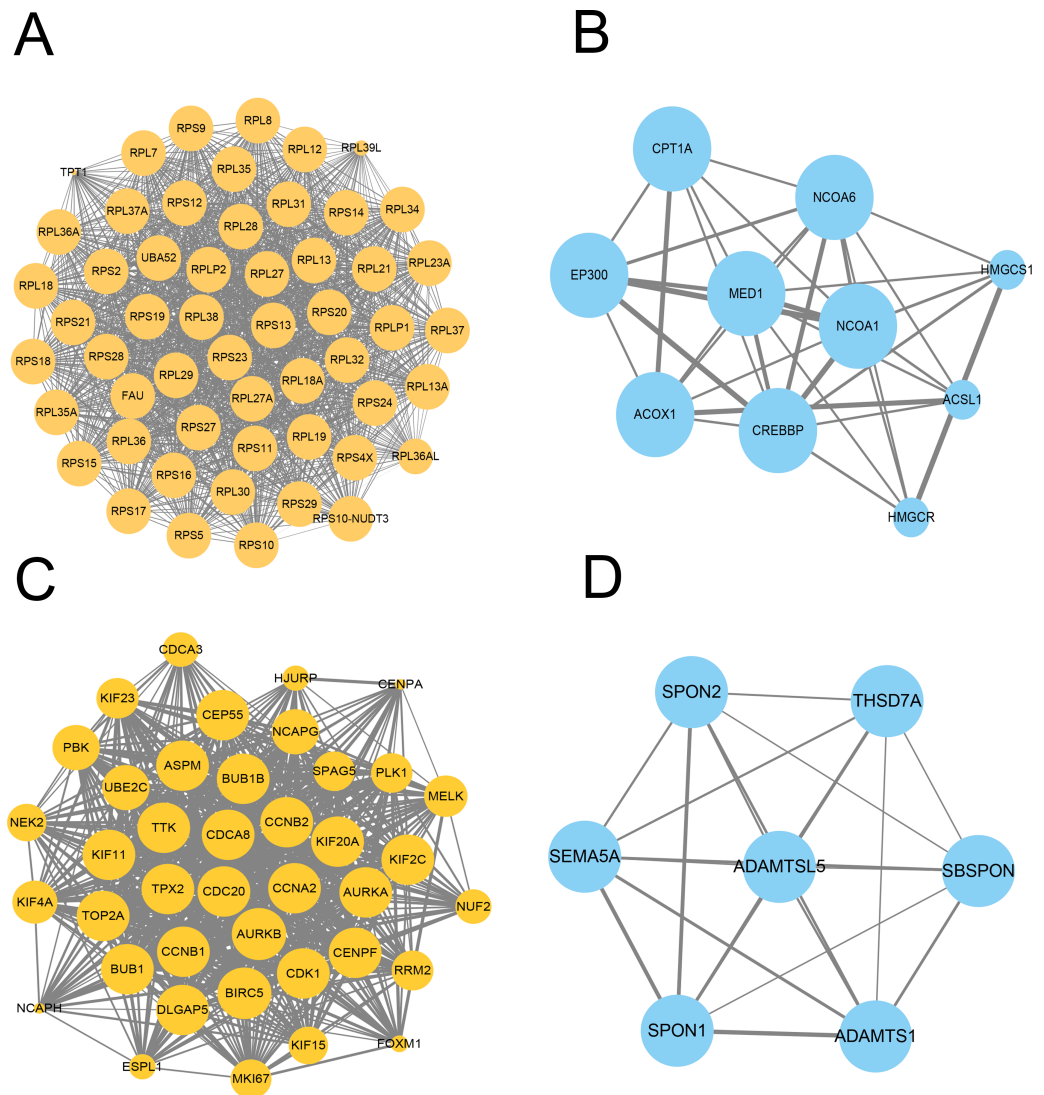 A
B
RPL8
RPS9
RPL12
RPL39L
RPL7
RPL35
TPT1
RPL31
RPS12
RPL37A
RPS14
RPL34
RPL28
RPL36A
UBA52
RPL13
RPL23A
RPS2
RPLP2
RPL27
RPL21
RPL18
RPS20
RPS19
RPL38
RPS21
RPS13
RPLP1
RPL37
RPS28
RPS23
RPL32
RPS18
RPL29
RPL18A
RPL13A
FAU
RPL27A
RPS24
RPL35A
RPS27
RPL19
RPL36
RPS11
RPL36AL
RPS4X
RPS15
RPS16
RPL30
RPS29
RPS17
RPS10-NUDT3
RPS5
RPS10
CPT1A
NCOA6
HMGCS1
EP300
MED1
NCOA1
ACSL1
ACOX1
CREBBP
HMGCR
C
D
CDCA3
HJURP
CENPA
KIF23
CEP55
NCAPG
PBK
ASPM
BUB1B
SPAG5
PLK1
UBE2C
MELK
NEK2
TTK
CDCA8
CCNB2
KIF20A
KIF11
KIF2C
TPX2
CDC20
CCNA2
AURKA
KIF4A
NUF2
TOP2A
AURKB
CCNB1
CENPF
BUB1
CDK1
RRM2
BIRC5
NCAPH
DLGAP5
KIF15
FOXM1
ESPL1
MKI67
SPON2
THSD7A
SEMA5A
ADAMTSL5
SBSPON
SPON1
ADAMTS1